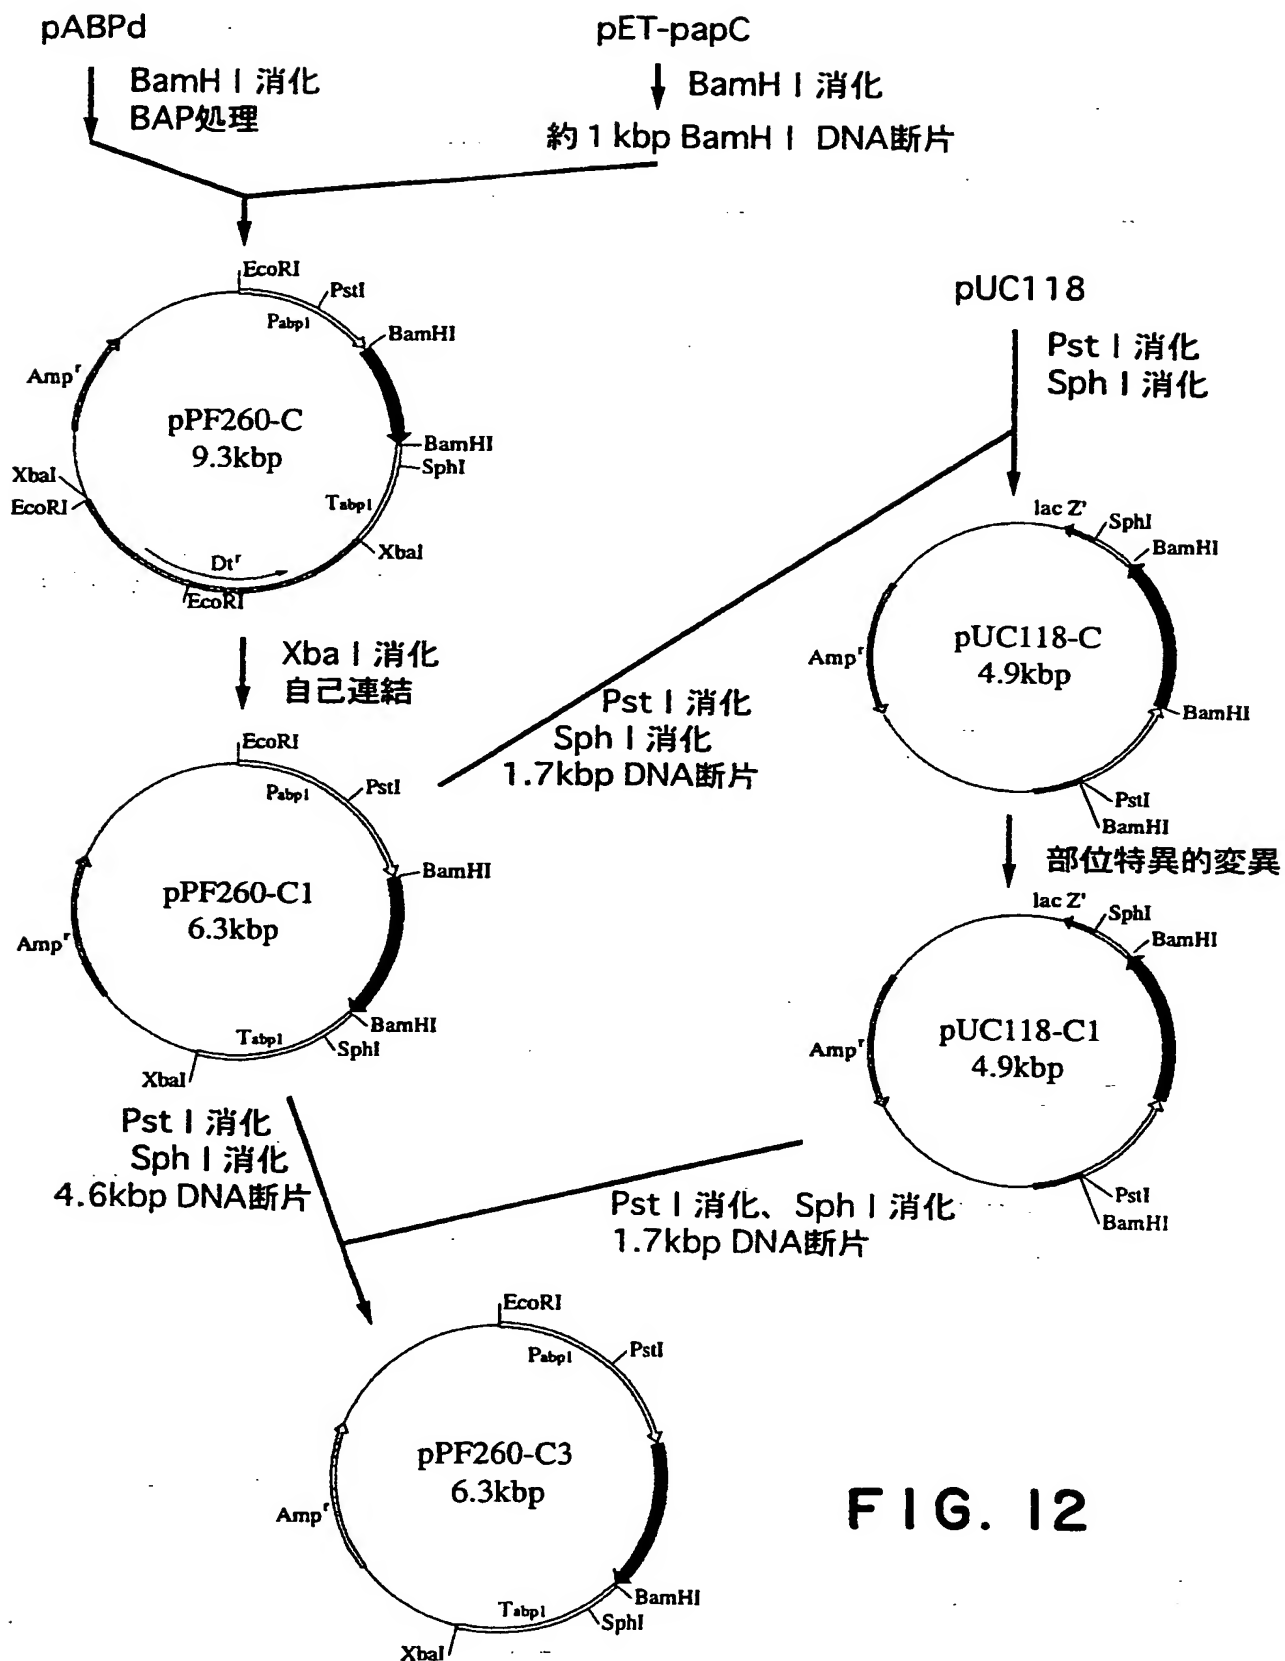 pABPd
BamH I 消化
BAP処理
pET-papC
BamH I 消化
約 1 kbp BamH I DNA断片
EcoRI
PstI
Pabp1
BamHI
Ampʳ
pPF260-C
9.3kbp
BamHI
SphI
XbaI
EcoRI
Tabp1
XbaI
Dtʳ
EcoRI
pUC118
Pst I 消化
Sph I 消化
lac Z'
SphI
BamHI
Ampʳ
pUC118-C
4.9kbp
BamHI
PstI
BamHI
Xba I 消化
自己連結
Pst I 消化
Sph I 消化
1.7kbp DNA断片
部位特異的変異
EcoRI
Pabp1
PstI
BamHI
pPF260-C1
6.3kbp
Ampʳ
BamHI
Tabp1
SphI
XbaI
lac Z'
SphI
BamHI
pUC118-C1
4.9kbp
Ampʳ
PstI
BamHI
Pst I 消化
Sph I 消化
4.6kbp DNA断片
Pst I 消化、Sph I 消化
1.7kbp DNA断片
EcoRI
Pabp1
PstI
pPF260-C3
6.3kbp
Ampʳ
BamHI
Tabp1
SphI
XbaI
FIG. 12